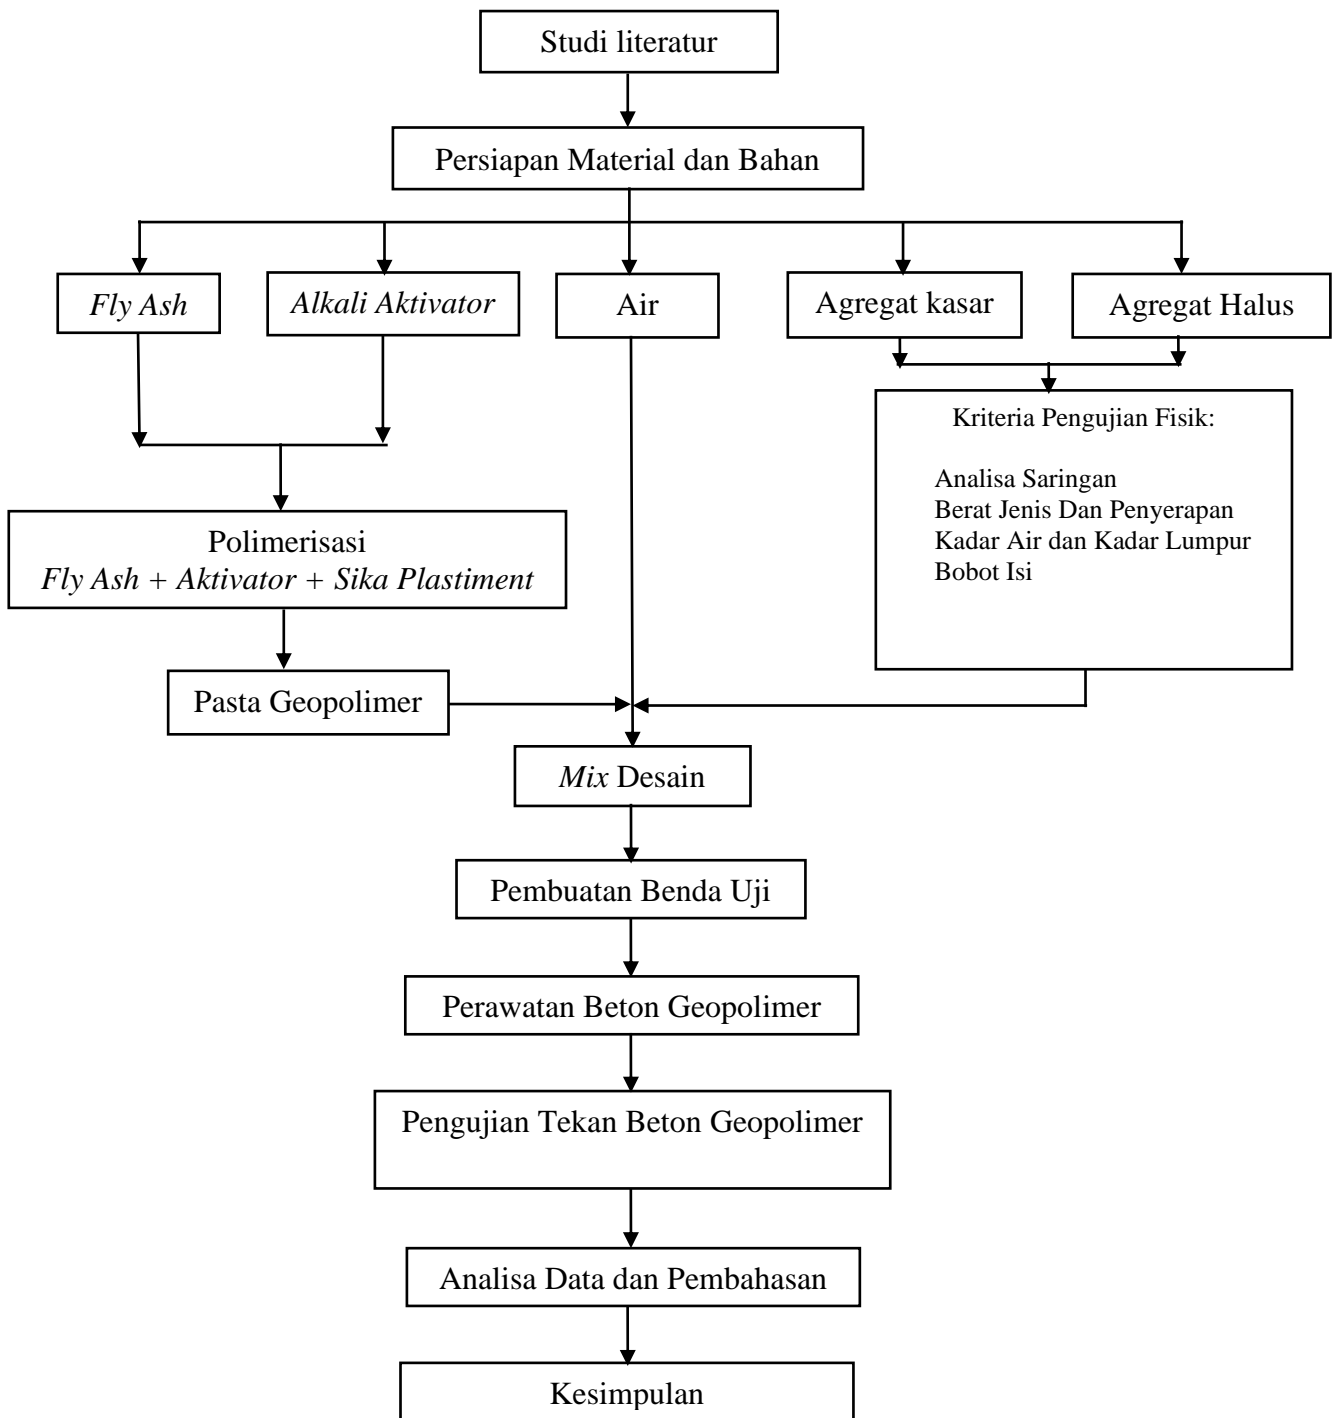 Studi literatur
Persiapan Material dan Bahan
Fly Ash
Alkali Aktivator
Air
Agregat kasar
Agregat Halus
Kriteria Pengujian Fisik:
Analisa Saringan
Berat Jenis Dan Penyerapan
Kadar Air dan Kadar Lumpur
Bobot Isi
Polimerisasi
Fly Ash + Aktivator + Sika Plastiment
Pasta Geopolimer
Mix Desain
Pembuatan Benda Uji
Perawatan Beton Geopolimer
Pengujian Tekan Beton Geopolimer
Analisa Data dan Pembahasan
Kesimpulan